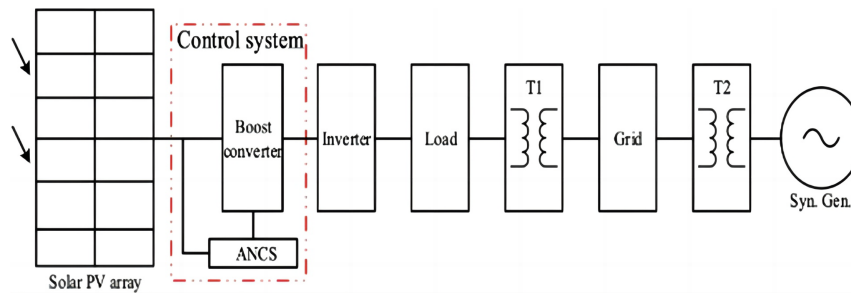 Control system
T1
T2
Boost
converter
Inverter
Load
Grid
ANCS
Syn. Gen.
Solar PV array